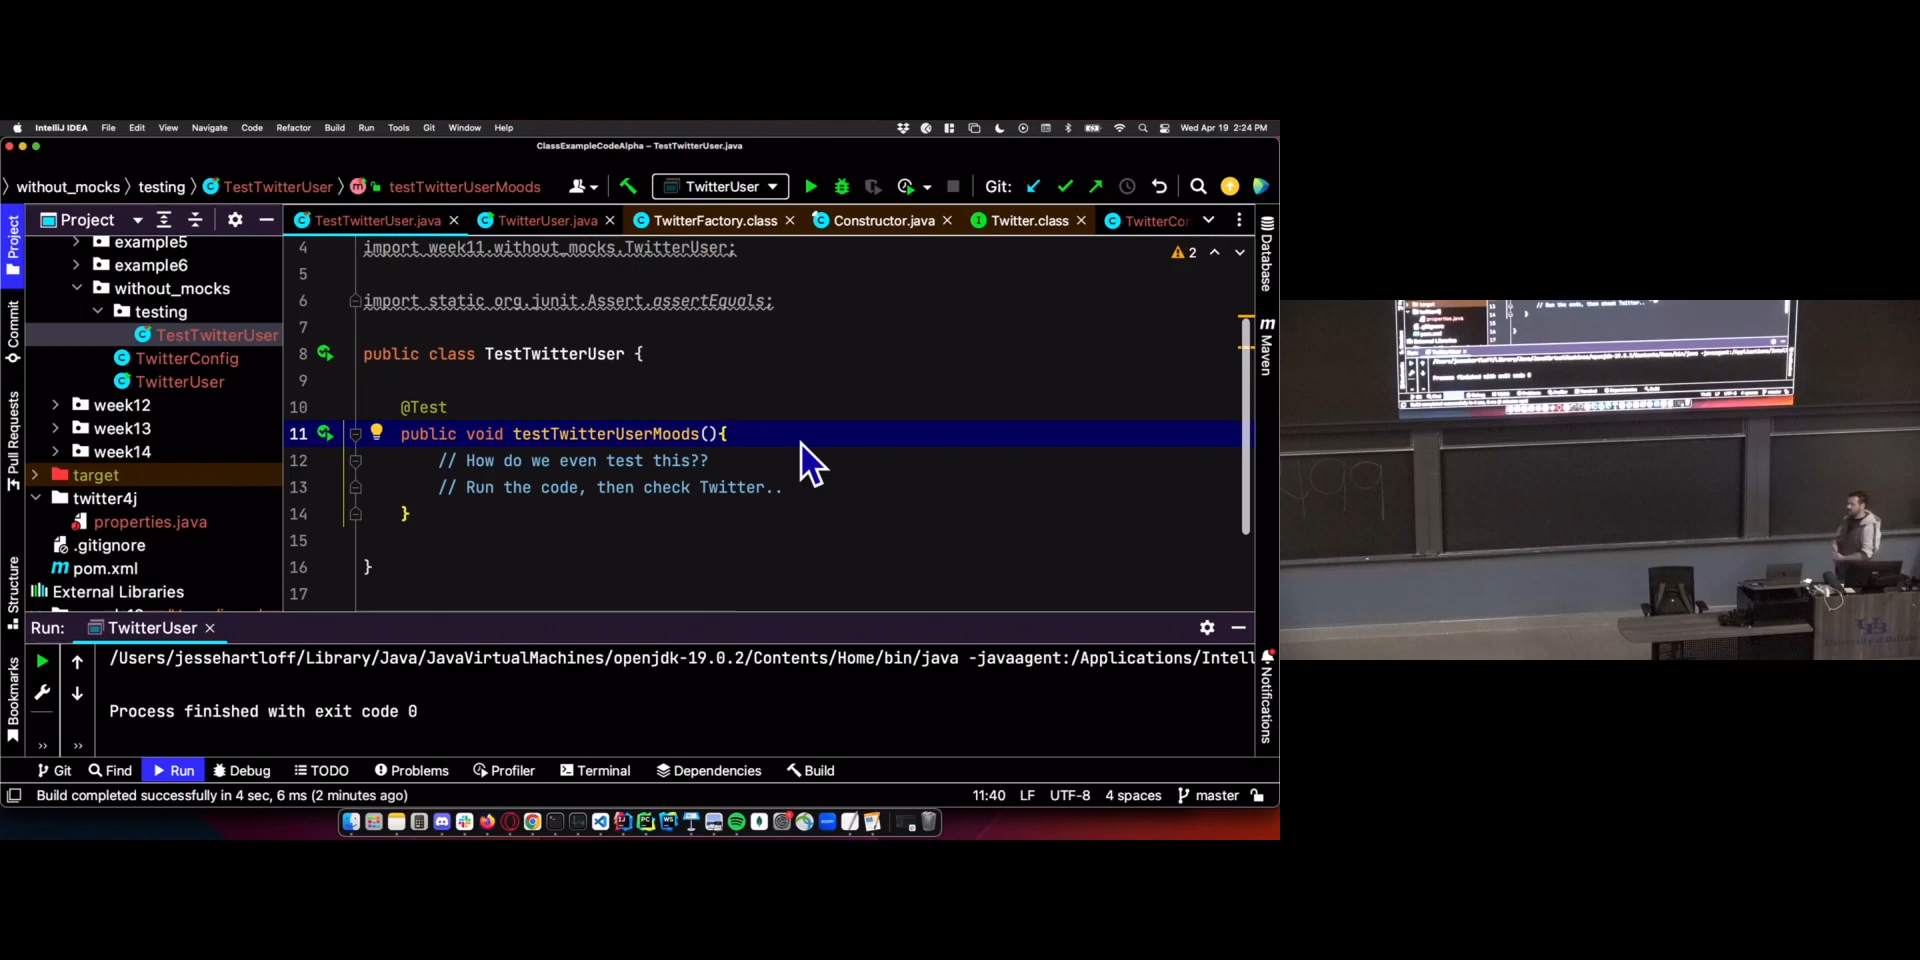 IntelliJ IDEA File Edit View Navigate Code Refactor Build Run Tools Git Window Help Wed Apr 19 2:24 PM
ClassExampleCodeAlpha – TestTwitterUser.java
without_mocks testing TestTwitterUser testTwitterUserMoods TwitterUser Git:
Project TestTwitterUser.java TwitterUser.java TwitterFactory.class Constructor.java Twitter.class TwitterCor
Project
Commit
Pull Requests
Structure
Bookmarks
example5
example6
without_mocks
testing
TestTwitterUser
TwitterConfig
TwitterUser
week12
week13
week14
target
twitter4j
properties.java
.gitignore
pom.xml
External Libraries
2
4 import week11.without_mocks.TwitterUser;
5
6 import static org.junit.Assert.assertEquals;
7
8 public class TestTwitterUser {
9
10 @Test
11 public void testTwitterUserMoods(){
12 // How do we even test this??
13 // Run the code, then check Twitter..
14 }
15
16 }
17
Database
Maven
Notifications
Run: TwitterUser
/Users/jessehartloff/Library/Java/JavaVirtualMachines/openjdk-19.0.2/Contents/Home/bin/java -javaagent:/Applications/Intell
Process finished with exit code 0
Git Find Run Debug TODO Problems Profiler Terminal Dependencies Build
Build completed successfully in 4 sec, 6 ms (2 minutes ago) 11:40 LF UTF-8 4 spaces master
499